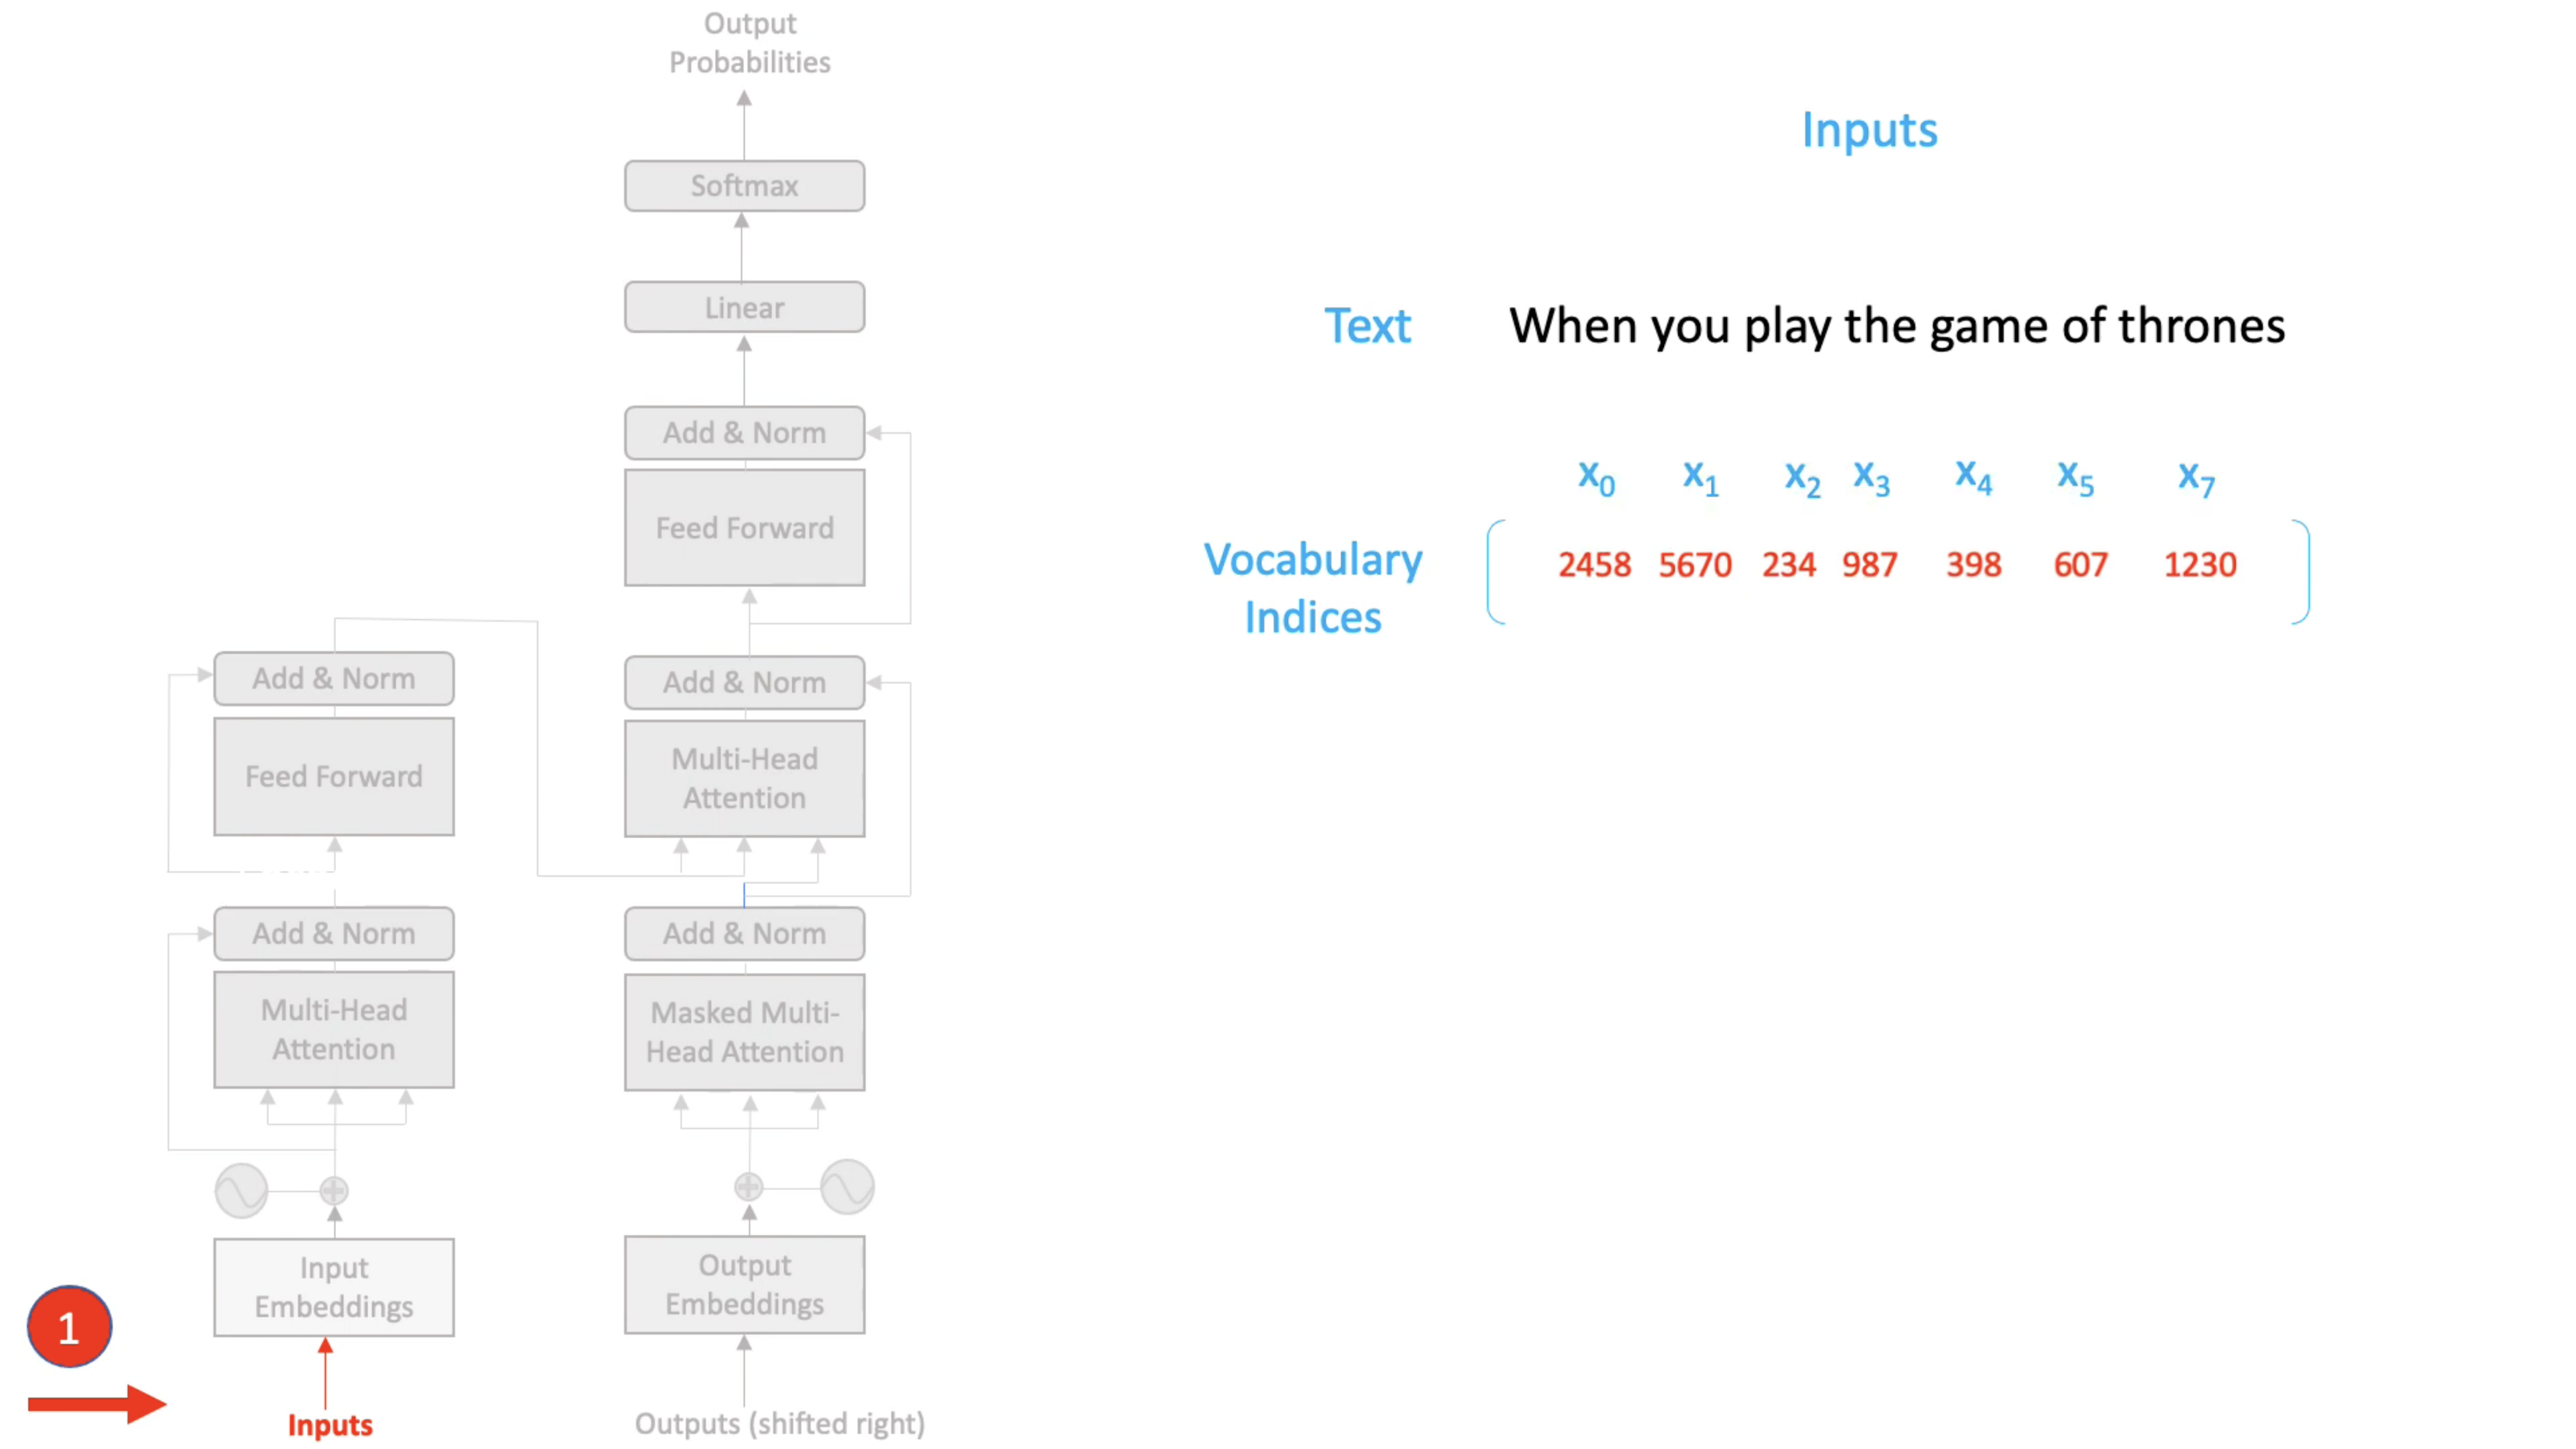 Output
Probabilities
Softmax
Linear
Add & Norm
Feed Forward
Add & Norm
Multi-Head
Attention
Add & Norm
Masked Multi-
Head Attention
Output
Embeddings
Outputs (shifted right)
Add & Norm
Feed Forward
Add & Norm
Multi-Head
Attention
Input
Embeddings
1
Inputs
Inputs
Text When you play the game of thrones
x₀ x₁ x₂ x₃ x₄ x₅ x₇
Vocabulary
Indices
2458 5670 234 987 398 607 1230